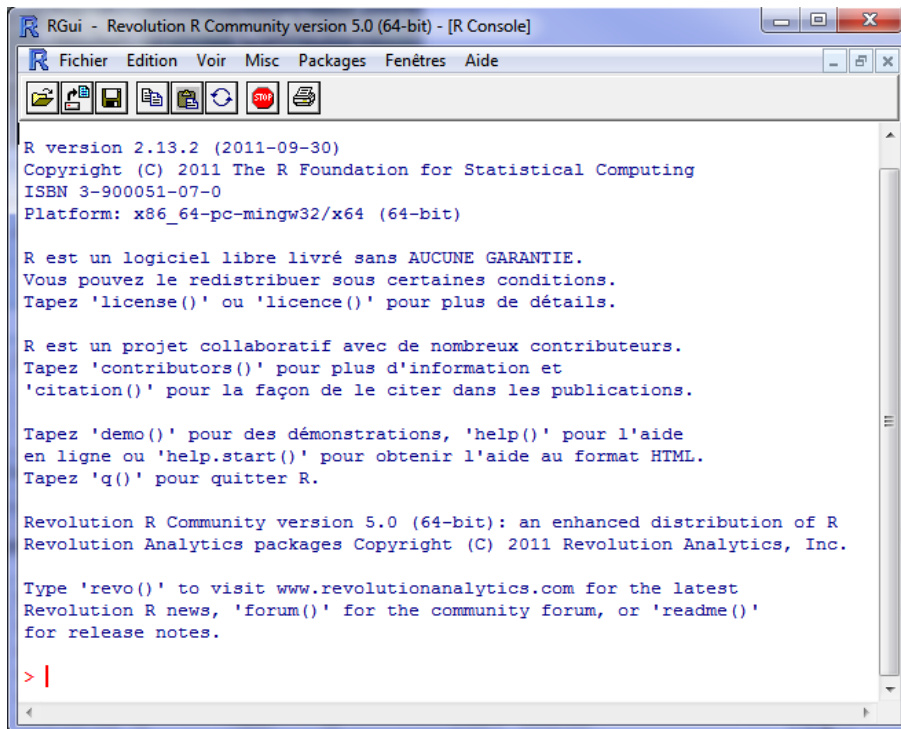 RGui - Revolution R Community version 5.0 (64-bit) - [R Console]
Fichier Edition Voir Misc Packages Fenêtres Aide
STOP
R version 2.13.2 (2011-09-30)
Copyright (C) 2011 The R Foundation for Statistical Computing
ISBN 3-900051-07-0
Platform: x86_64-pc-mingw32/x64 (64-bit)
R est un logiciel libre livré sans AUCUNE GARANTIE.
Vous pouvez le redistribuer sous certaines conditions.
Tapez 'license()' ou 'licence()' pour plus de détails.
R est un projet collaboratif avec de nombreux contributeurs.
Tapez 'contributors()' pour plus d'information et
'citation()' pour la façon de le citer dans les publications.
Tapez 'demo()' pour des démonstrations, 'help()' pour l'aide
en ligne ou 'help.start()' pour obtenir l'aide au format HTML.
Tapez 'q()' pour quitter R.
Revolution R Community version 5.0 (64-bit): an enhanced distribution of R
Revolution Analytics packages Copyright (C) 2011 Revolution Analytics, Inc.
Type 'revo()' to visit www.revolutionanalytics.com for the latest
Revolution R news, 'forum()' for the community forum, or 'readme()'
for release notes.
>